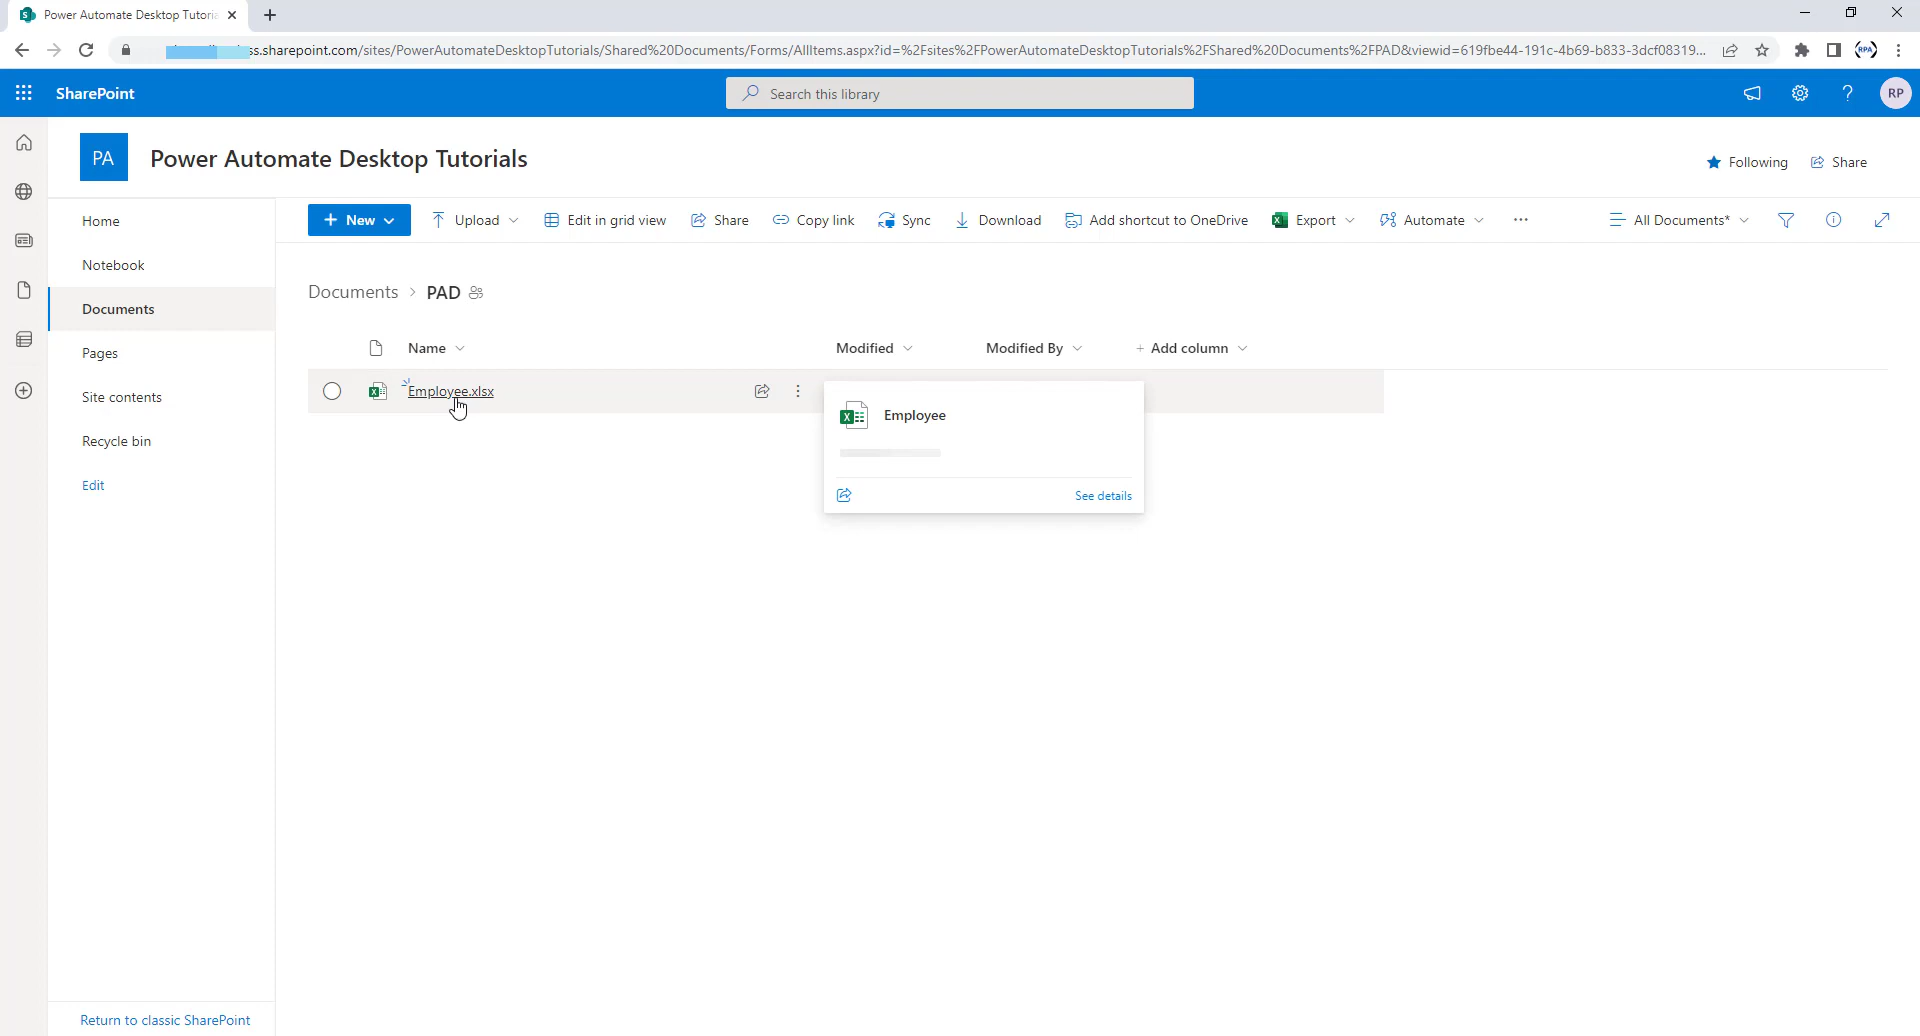 Power Automate Desktop Tutoria
ss.sharepoint.com/sites/PowerAutomateDesktopTutorials/Shared%20Documents/Forms/AllItems.aspx?id=%2Fsites%2FPowerAutomateDesktopTutorials%2FShared%20Documents%2FPAD&viewid=619fbe44-191c-4b69-b833-3dcf08319...
RPA
SharePoint
Search this library
?
RP
PA
Power Automate Desktop Tutorials
Following
Share
Home
Notebook
Documents
Pages
Site contents
Recycle bin
Edit
Return to classic SharePoint
+ New
Upload
Edit in grid view
Share
Copy link
Sync
Download
Add shortcut to OneDrive
Export
Automate
...
All Documents*
Documents > PAD
Name
Modified
Modified By
+ Add column
Employee.xlsx
Employee
See details